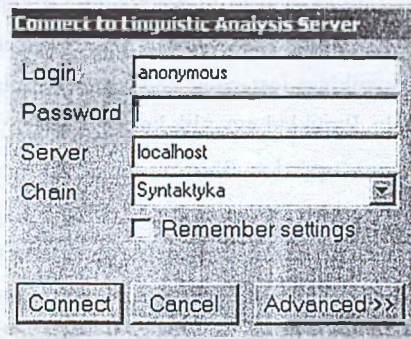 Connect to Linguistic Analysis Server
Login: anonymous
Password
Server localhost
Chain Syntaktyka
Remember settings
Connect Cancel Advanced >>